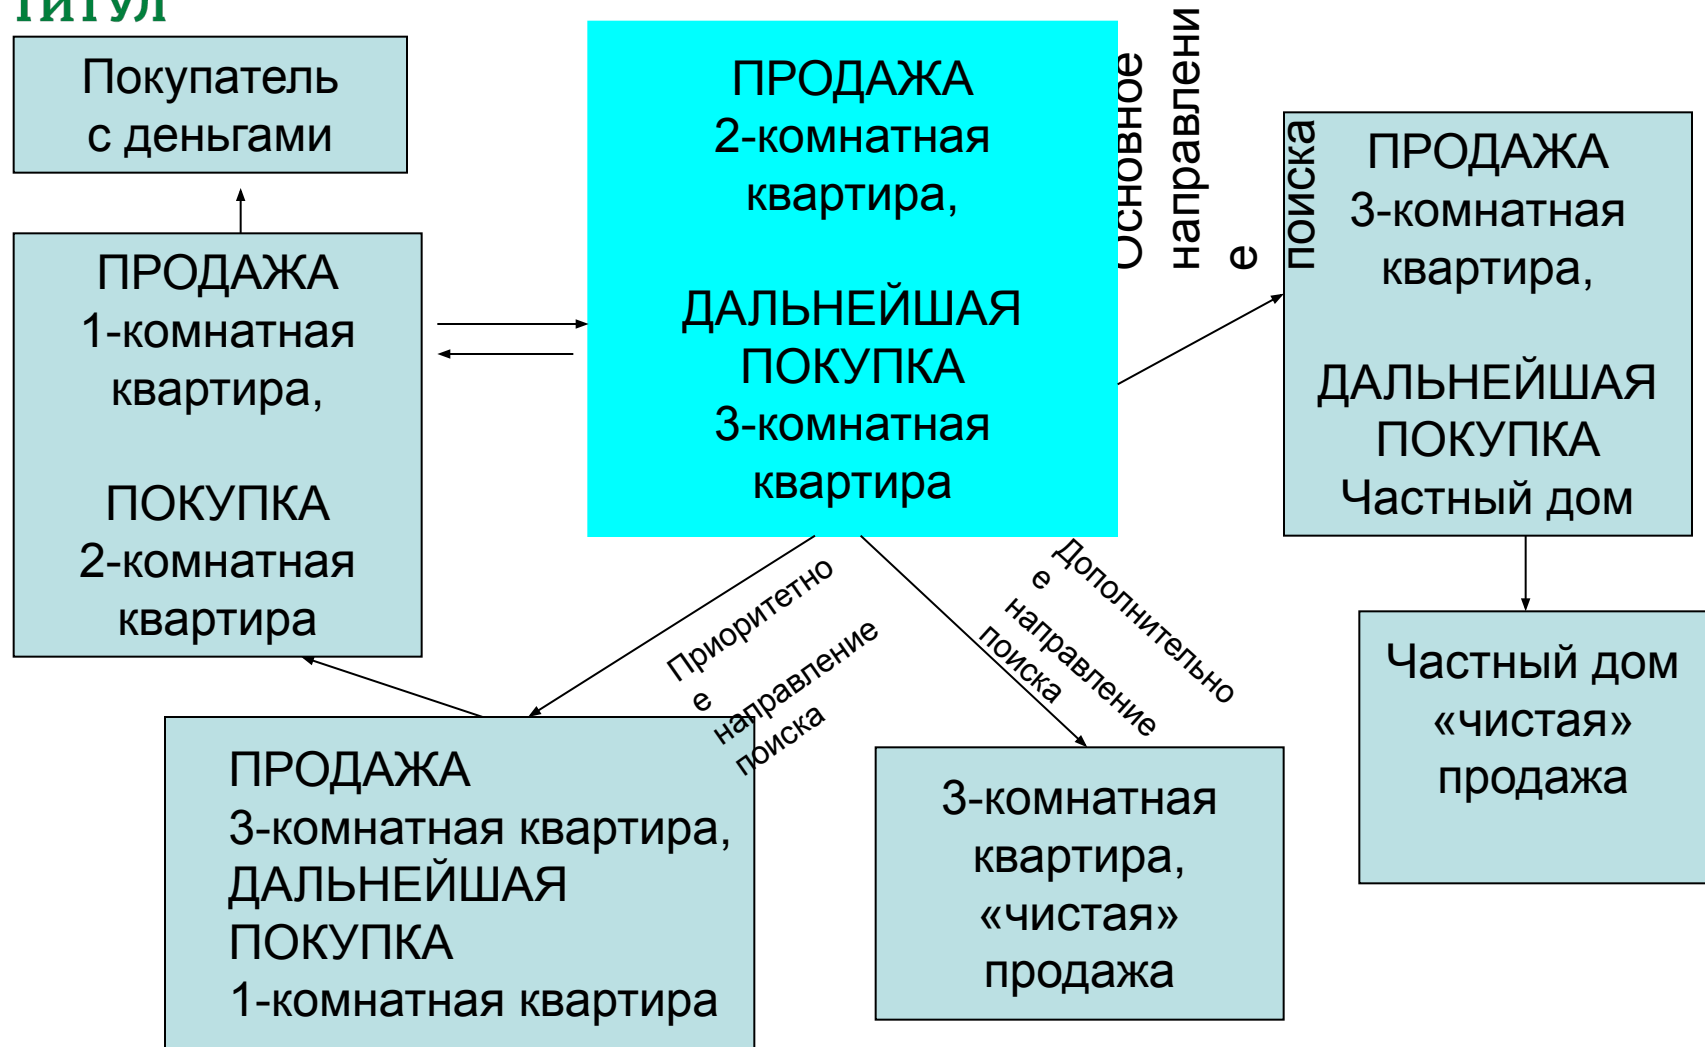 ТИТУЛ
Покупатель
с деньгами
ПРОДАЖА
1-комнатная
квартира,
ПОКУПКА
2-комнатная
квартира
ПРОДАЖА
2-комнатная
квартира,
ДАЛЬНЕЙШАЯ
ПОКУПКА
3-комнатная
квартира
Основное
направлени
е
поиска
ПРОДАЖА
3-комнатная
квартира,
ДАЛЬНЕЙШАЯ
ПОКУПКА
Частный дом
Приоритетно
е
направление
поиска
Дополнительно
е
направление
поиска
ПРОДАЖА
3-комнатная квартира,
ДАЛЬНЕЙШАЯ
ПОКУПКА
1-комнатная квартира
3-комнатная
квартира,
«чистая»
продажа
Частный дом
«чистая»
продажа